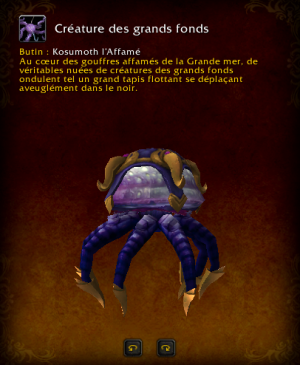 Créature des grands fonds
Butin : Kosumoth l'Affamé
Au cœur des gouffres affamés de la Grande mer, de
véritables nuées de créatures des grands fonds
ondulent tel un grand tapis flottant se déplaçant
aveuglément dans le noir.